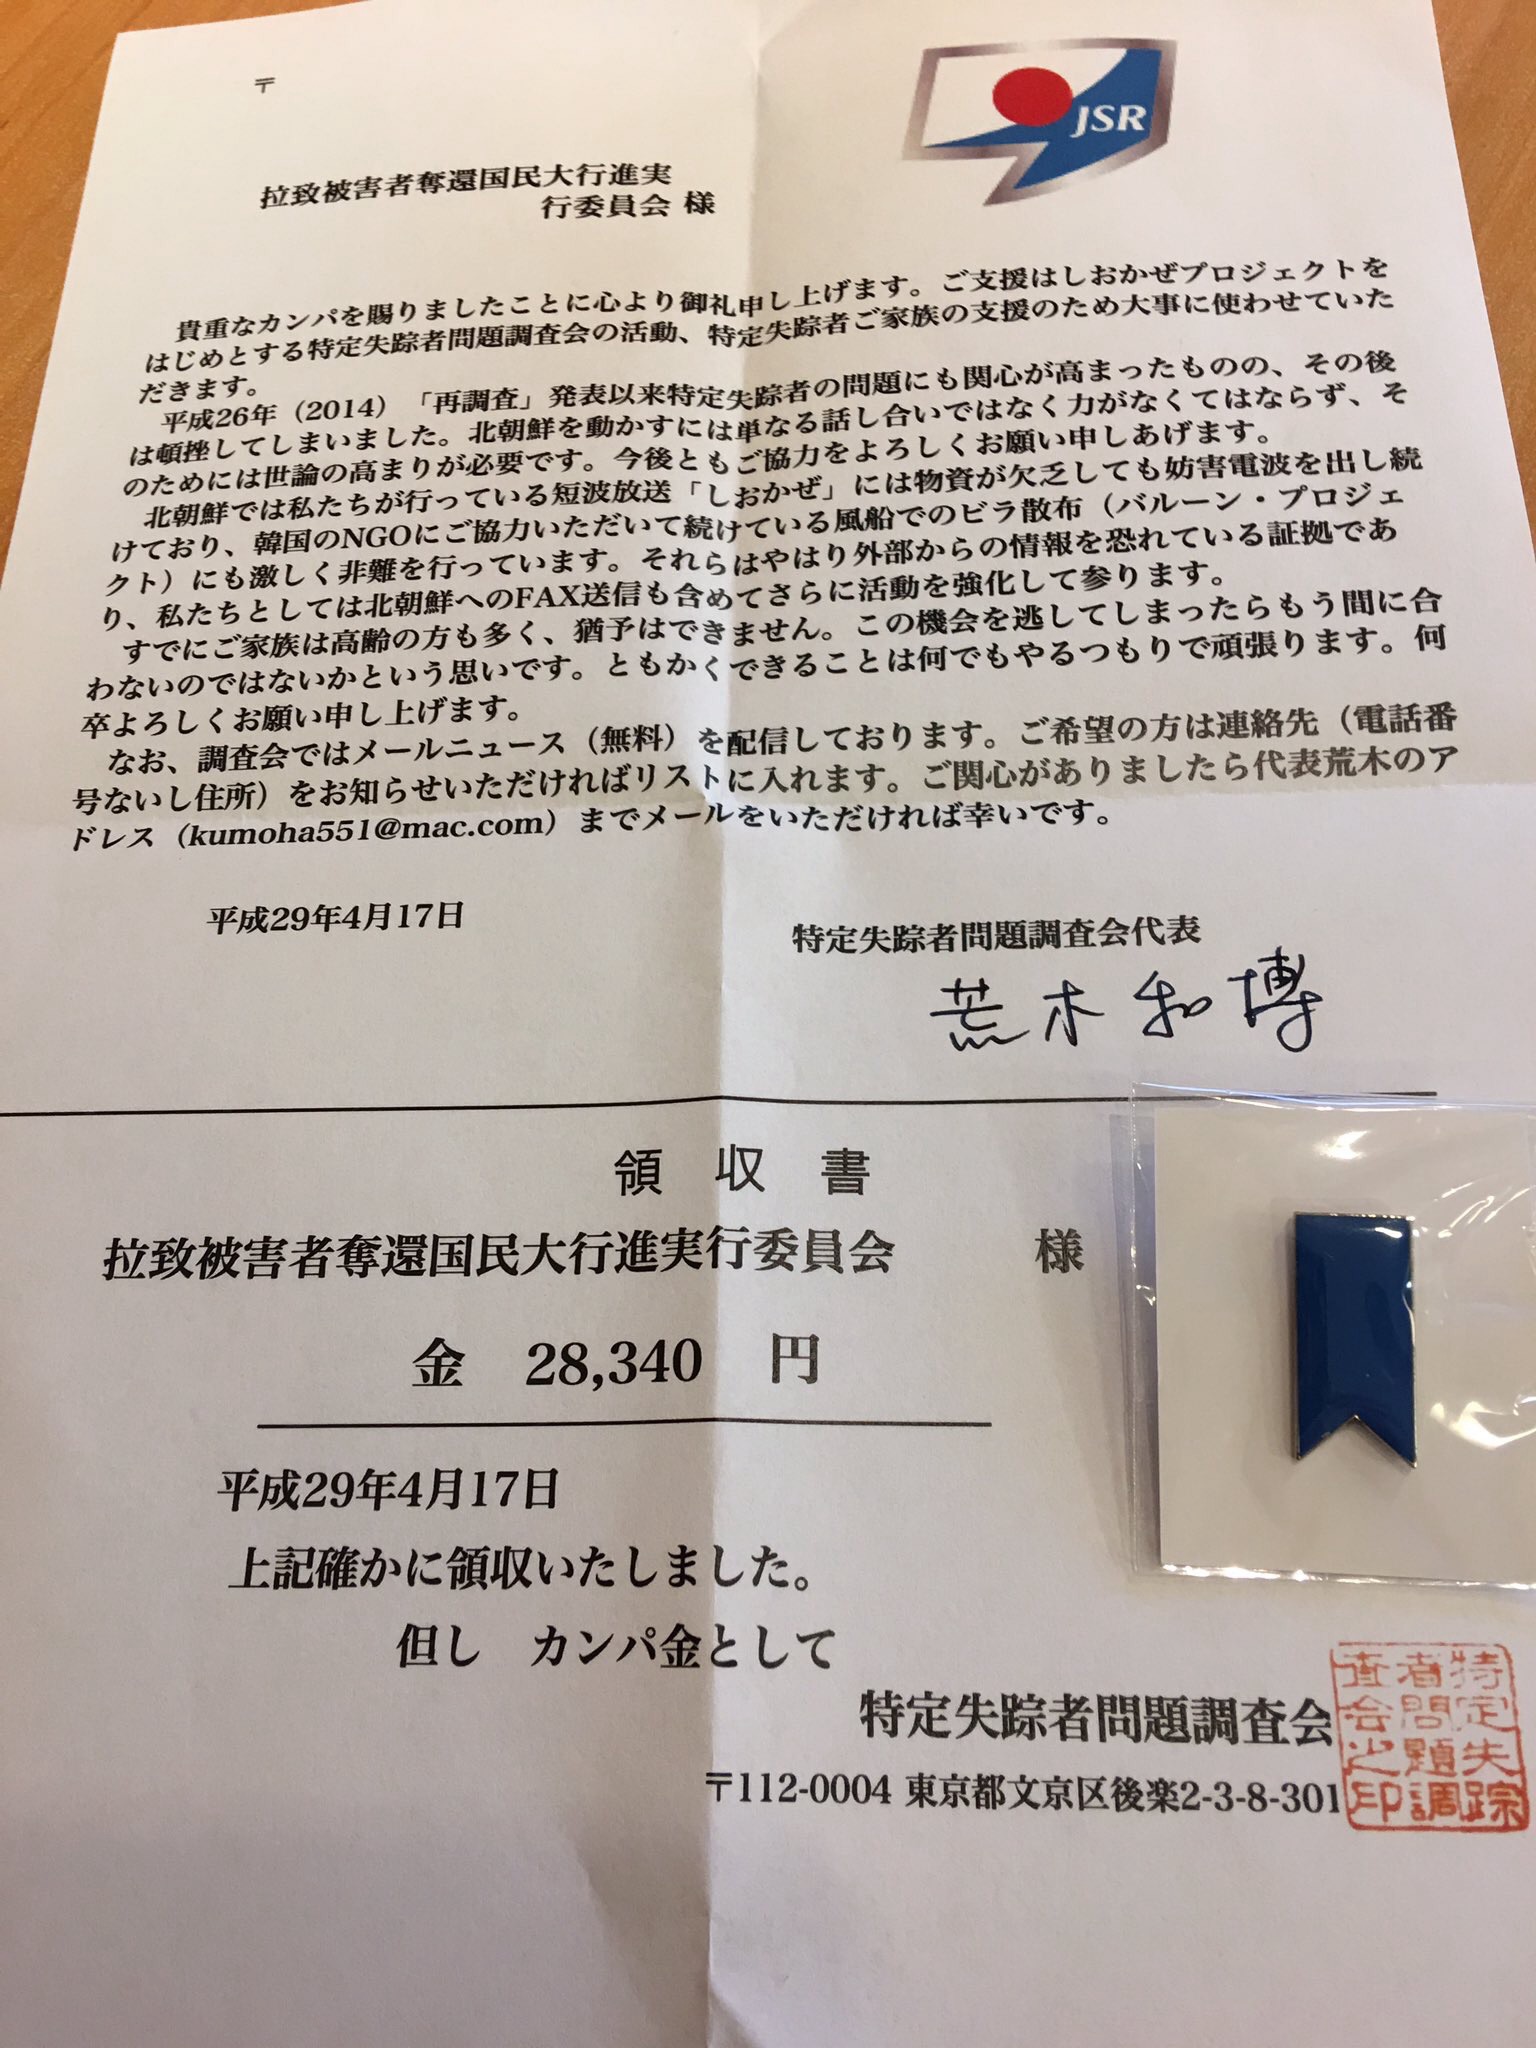 〒
JSR
拉致被害者奪還国民大行進実
行委員会 様
貴重なカンパを賜りましたことに心より御礼申し上げます。ご支援はしおかぜプロジェクトを
はじめとする特定失踪者問題調査会の活動、特定失踪者ご家族の支援のため大事に使わせていた
だきます。
平成26年（2014）「再調査」発表以来特定失踪者の問題にも関心が高まったものの、その後
は頓挫してしまいました。北朝鮮を動かすには単なる話し合いではなく力がなくてはならず、そ
のためには世論の高まりが必要です。今後ともご協力をよろしくお願い申しあげます。
北朝鮮では私たちが行っている短波放送「しおかぜ」には物資が欠乏しても妨害電波を出し続
けており、韓国のNGOにご協力いただいて続けている風船でのビラ散布（バルーン・プロジェ
クト）にも激しく非難を行っています。それらはやはり外部からの情報を恐れている証拠であ
り、私たちとしては北朝鮮へのFAX送信も含めてさらに活動を強化して参ります。
すでにご家族は高齢の方も多く、猶予はできません。この機会を逃してしまったらもう間に合
わないのではないかという思いです。ともかくできることは何でもやるつもりで頑張ります。何
卒よろしくお願い申し上げます。
なお、調査会ではメールニュース（無料）を配信しております。ご希望の方は連絡先（電話番
号ないし住所）をお知らせいただければリストに入れます。ご関心がありましたら代表荒木のア
ドレス（kumoha551@mac.com）までメールをいただければ幸いです。
平成29年4月17日
特定失踪者問題調査会代表
荒木和博
領 収 書
拉致被害者奪還国民大行進実行委員会 様
金 28,340 円
平成29年4月17日
上記確かに領収いたしました。
但し カンパ金として
特定失踪者問題調査会
〒112-0004 東京都文京区後楽2-3-8-301
特定失踪
者問題調
査会之印